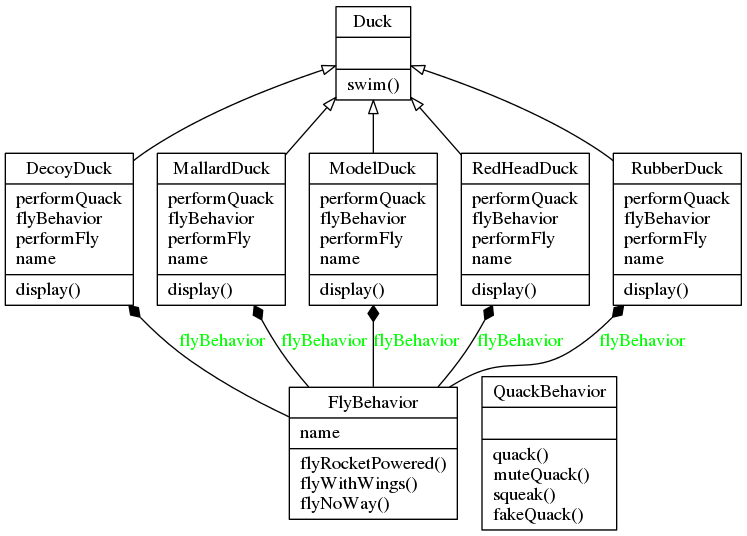 Duck
swim()
DecoyDuck
performQuack
flyBehavior
performFly
name
display()
MallardDuck
performQuack
flyBehavior
performFly
name
display()
ModelDuck
performQuack
flyBehavior
performFly
name
display()
RedHeadDuck
performQuack
flyBehavior
performFly
name
display()
RubberDuck
performQuack
flyBehavior
performFly
name
display()
flyBehavior
flyBehavior
flyBehavior
flyBehavior
flyBehavior
FlyBehavior
name
flyRocketPowered()
flyWithWings()
flyNoWay()
QuackBehavior
quack()
muteQuack()
squeak()
fakeQuack()